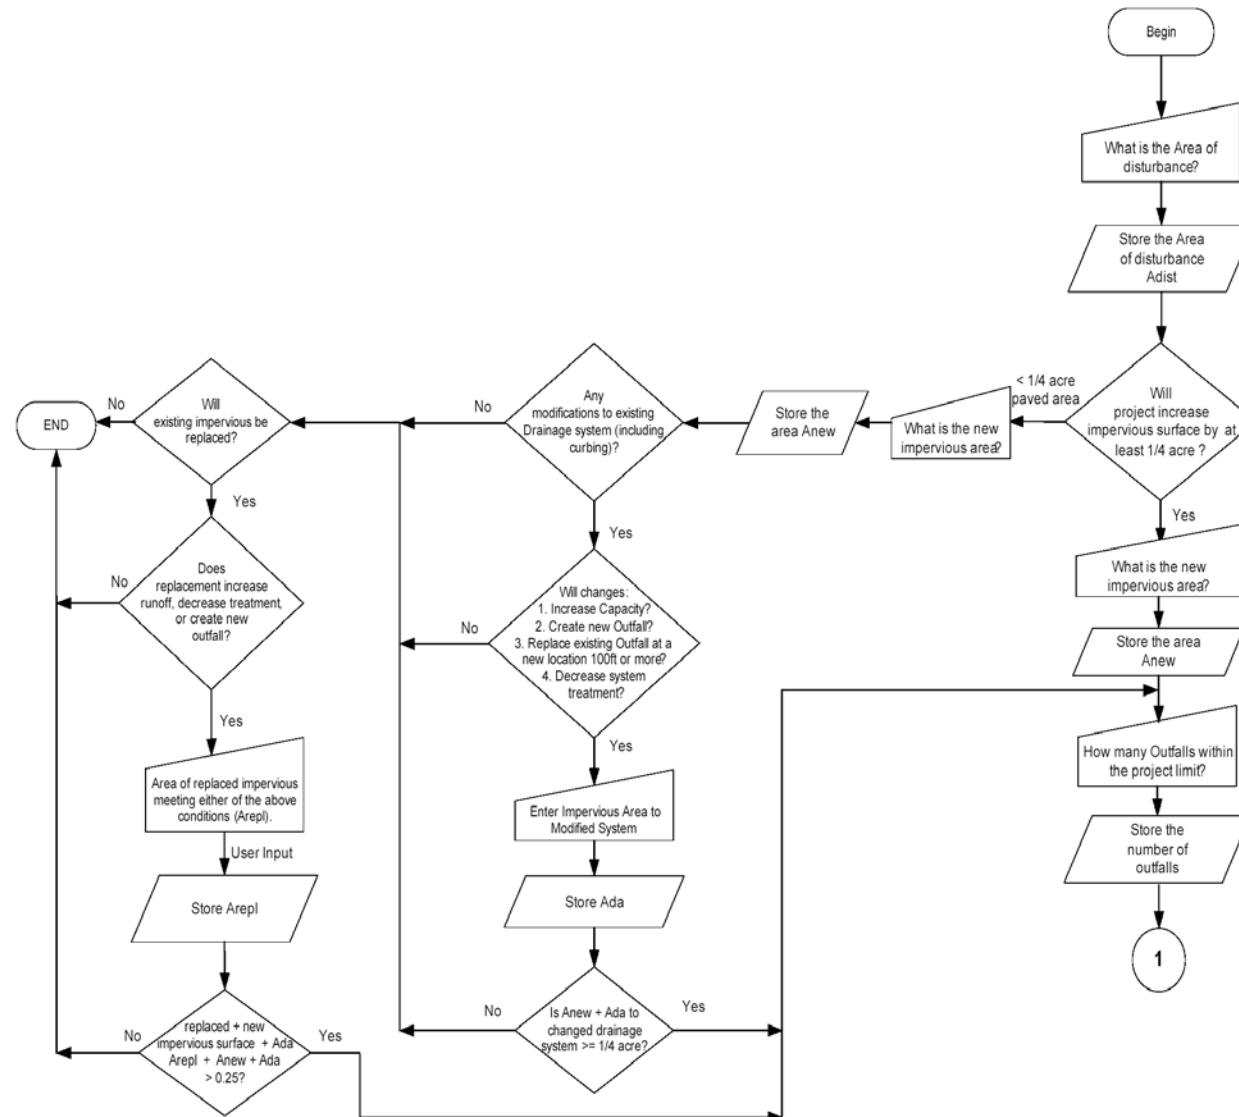 Begin
What is the Area of
disturbance?
Store the Area
of disturbance
Adist
Will
project increase
impervious surface by at
least 1/4 acre ?
< 1/4 acre
paved area
What is the new
impervious area?
Store the
area Anew
Any
modifications to existing
Drainage system (including
curbing)?
No
Will
existing impervious be
replaced?
No
END
Yes
Does
replacement increase
runoff, decrease treatment,
or create new
outfall?
No
Yes
Area of replaced impervious
meeting either of the above
conditions (Arepl).
User Input
Store Arepl
replaced + new
impervious surface + Ada
Arepl + Anew + Ada
> 0.25?
No
Yes
Yes
Will changes:
1. Increase Capacity?
2. Create new Outfall?
3. Replace existing Outfall at a
new location 100ft or more?
4. Decrease system
treatment?
No
Yes
Enter Impervious Area to
Modified System
Store Ada
Is Anew + Ada to
changed drainage
system >= 1/4 acre?
No
Yes
Yes
What is the new
impervious area?
Store the area
Anew
How many Outfalls within
the project limit?
Store the
number of
outfalls
1